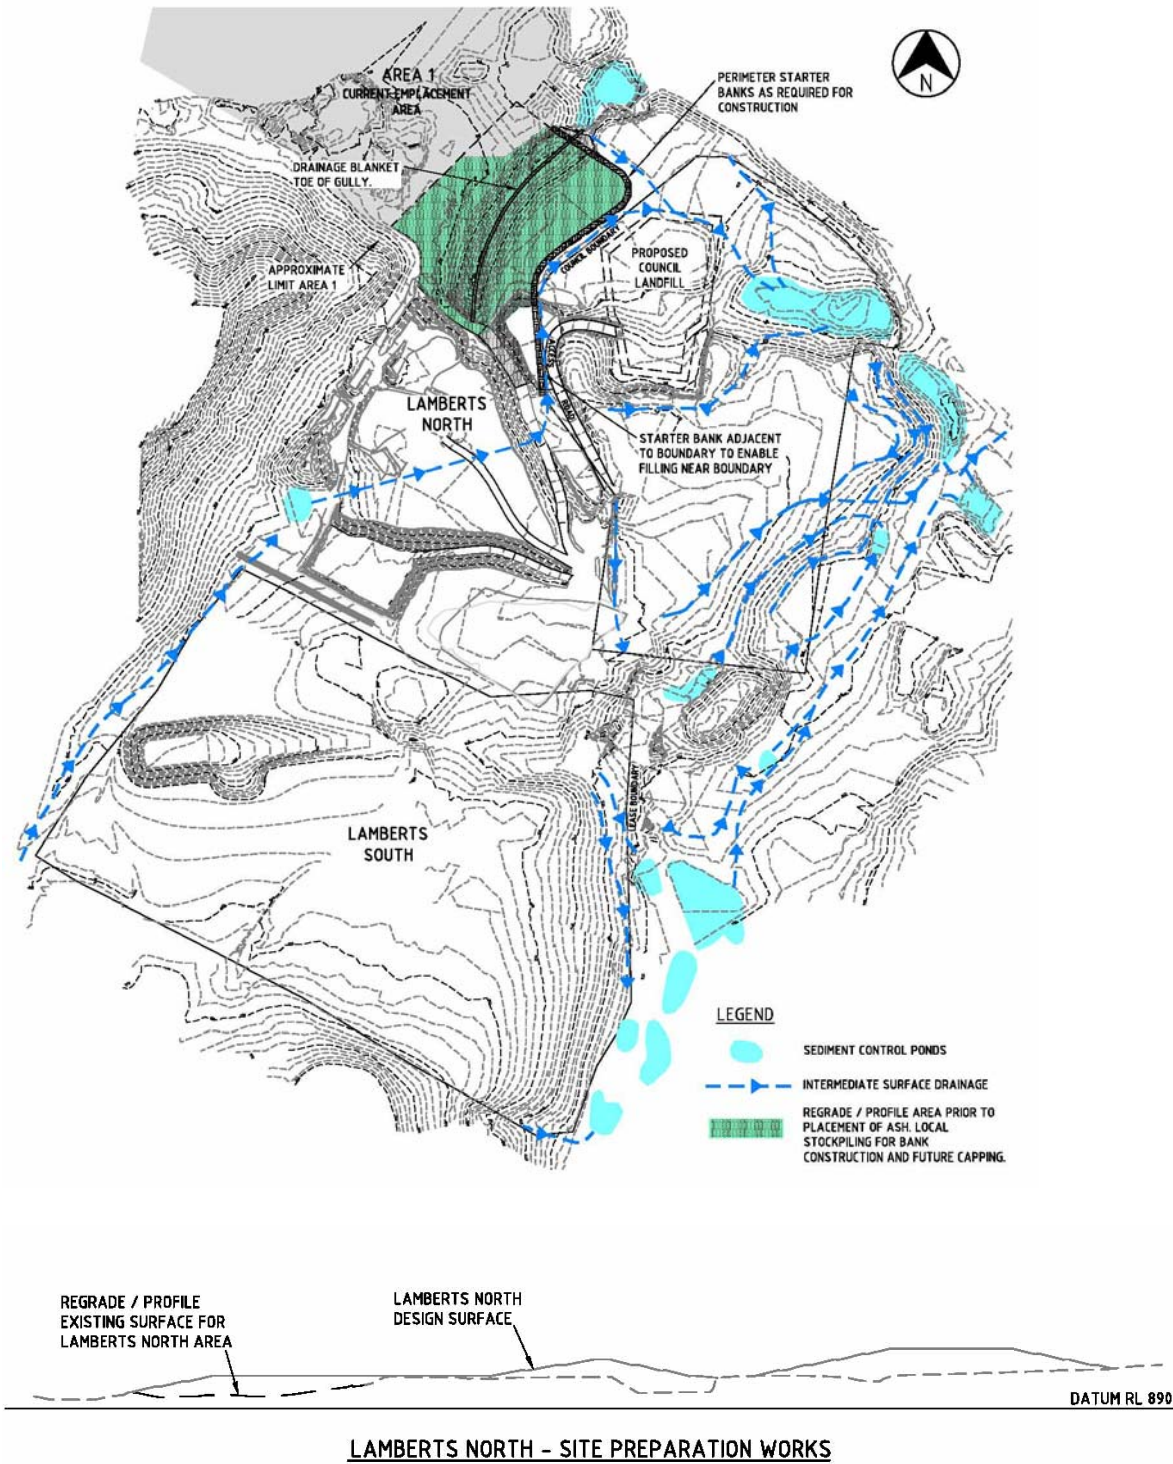 AREA 1
CURRENT EMPLACEMENT
AREA
N
PERIMETER STARTER
BANKS AS REQUIRED FOR
CONSTRUCTION
DRAINAGE BLANKET
TOE OF GULLY.
COUNCIL BOUNDARY
PROPOSED
COUNCIL
LANDFILL
APPROXIMATE
LIMIT AREA 1
ACCESS
ROAD
LAMBERTS
NORTH
STARTER BANK ADJACENT
TO BOUNDARY TO ENABLE
FILLING NEAR BOUNDARY
LEASE BOUNDARY
LAMBERTS
SOUTH
LEGEND
SEDIMENT CONTROL PONDS
INTERMEDIATE SURFACE DRAINAGE
REGRADE / PROFILE AREA PRIOR TO
PLACEMENT OF ASH. LOCAL
STOCKPILING FOR BANK
CONSTRUCTION AND FUTURE CAPPING.
REGRADE / PROFILE
EXISTING SURFACE FOR
LAMBERTS NORTH AREA
LAMBERTS NORTH
DESIGN SURFACE
DATUM RL 890
LAMBERTS NORTH - SITE PREPARATION WORKS